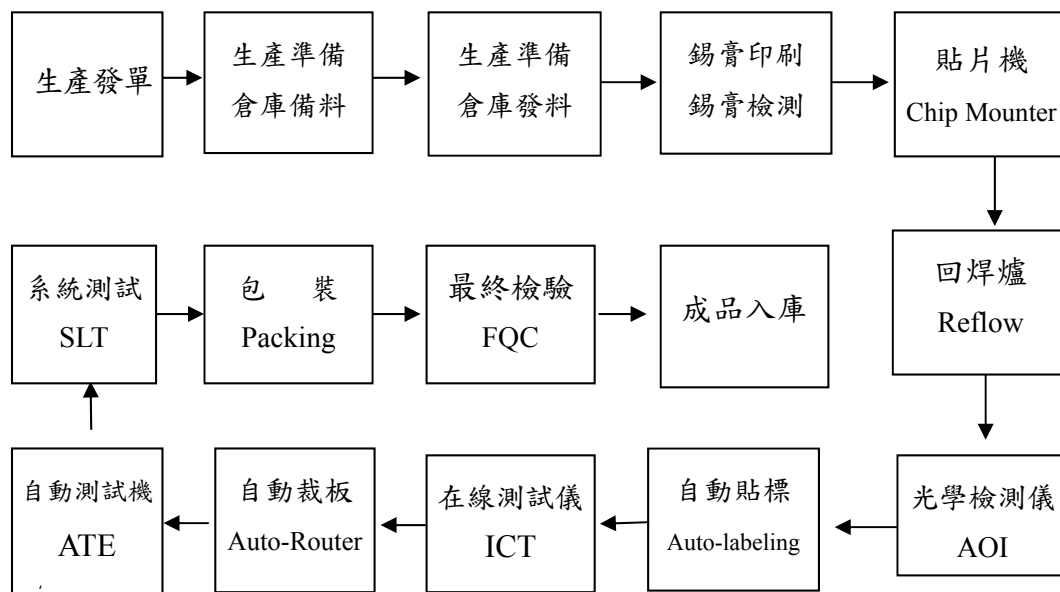 生產發單
生產準備
倉庫備料
生產準備
倉庫發料
錫膏印刷
錫膏檢測
貼片機
Chip Mounter
回焊爐
Reflow
光學檢測儀
AOI
自動貼標
Auto-labeling
在線測試儀
ICT
自動裁板
Auto-Router
自動測試機
ATE
系統測試
SLT
包 裝
Packing
最終檢驗
FQC
成品入庫